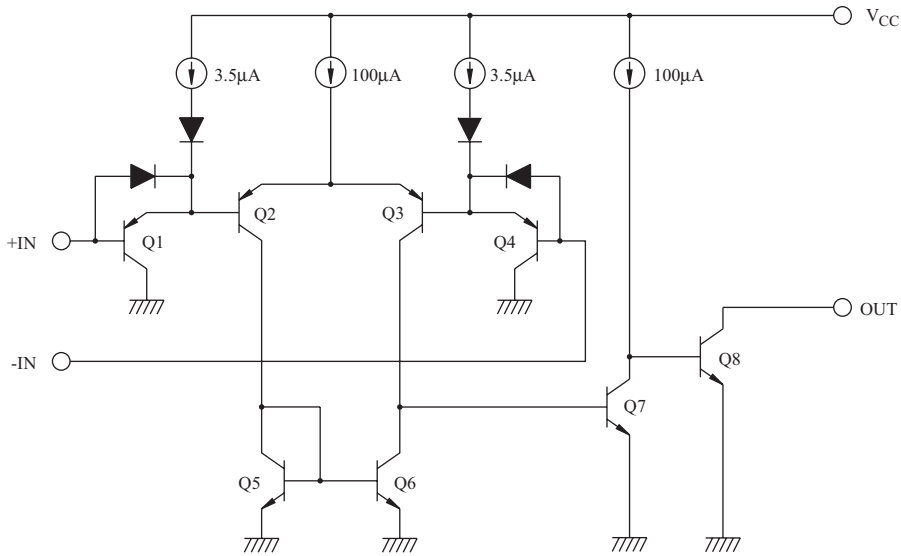 V_CC
3.5μA
100μA
3.5μA
100μA
Q2
Q3
+IN
Q1
Q4
OUT
-IN
Q8
Q7
Q5
Q6